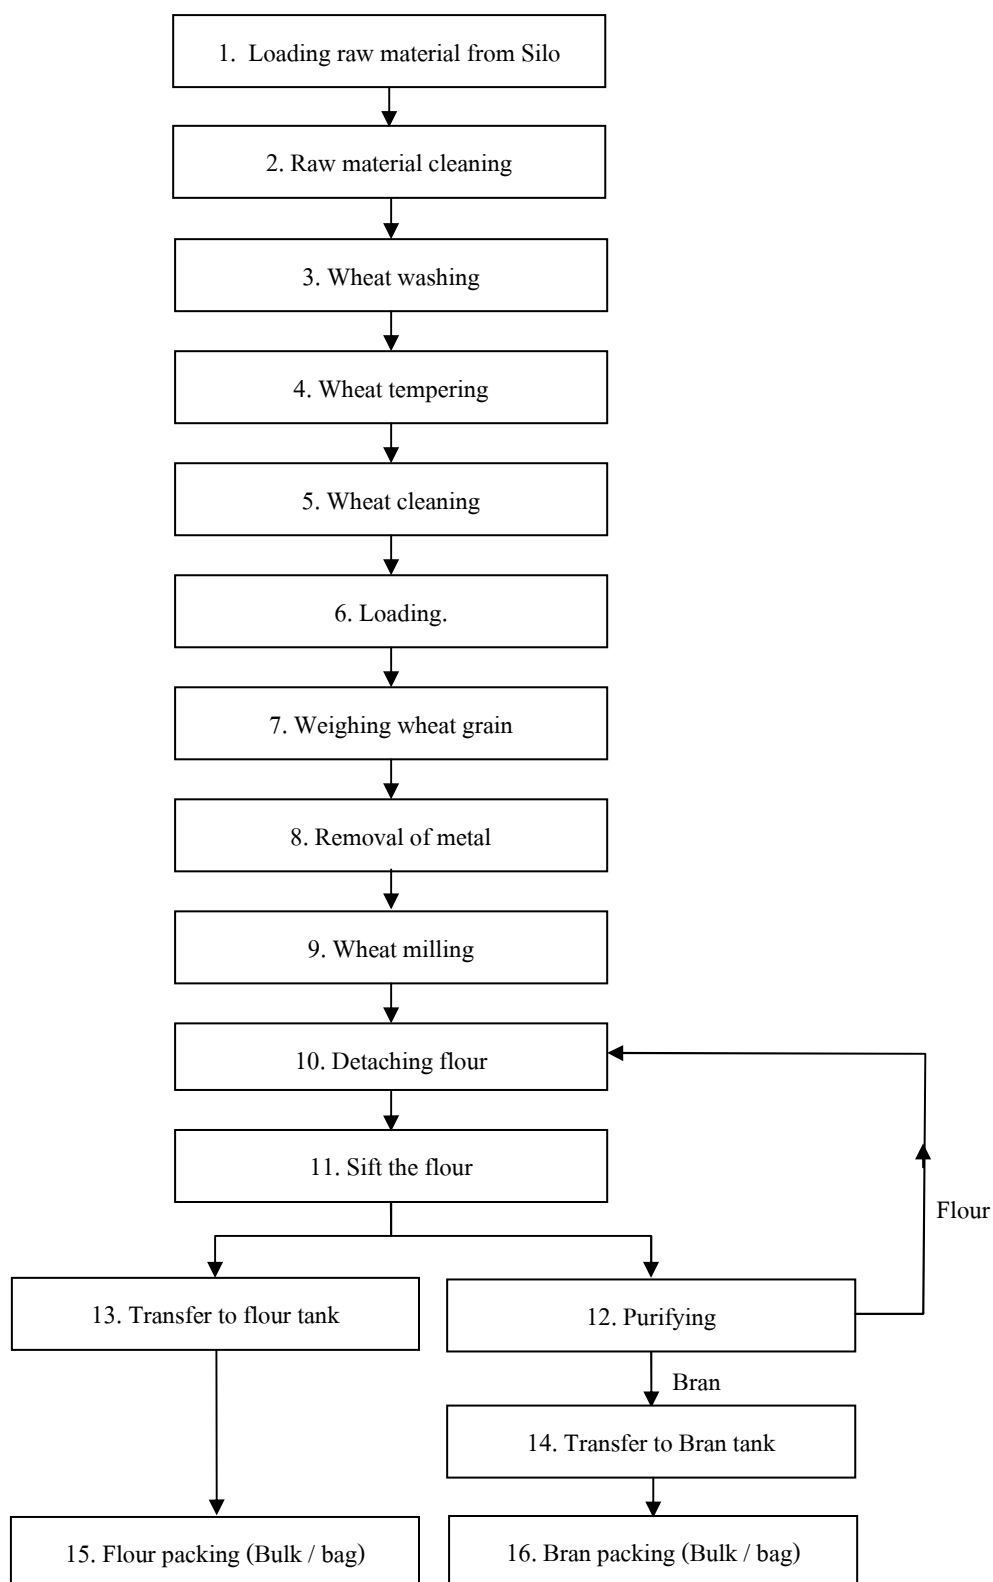 1. Loading raw material from Silo
2. Raw material cleaning
3. Wheat washing
4. Wheat tempering
5. Wheat cleaning
6. Loading.
7. Weighing wheat grain
8. Removal of metal
9. Wheat milling
10. Detaching flour
11. Sift the flour
Flour
13. Transfer to flour tank
12. Purifying
Bran
14. Transfer to Bran tank
15. Flour packing (Bulk / bag)
16. Bran packing (Bulk / bag)